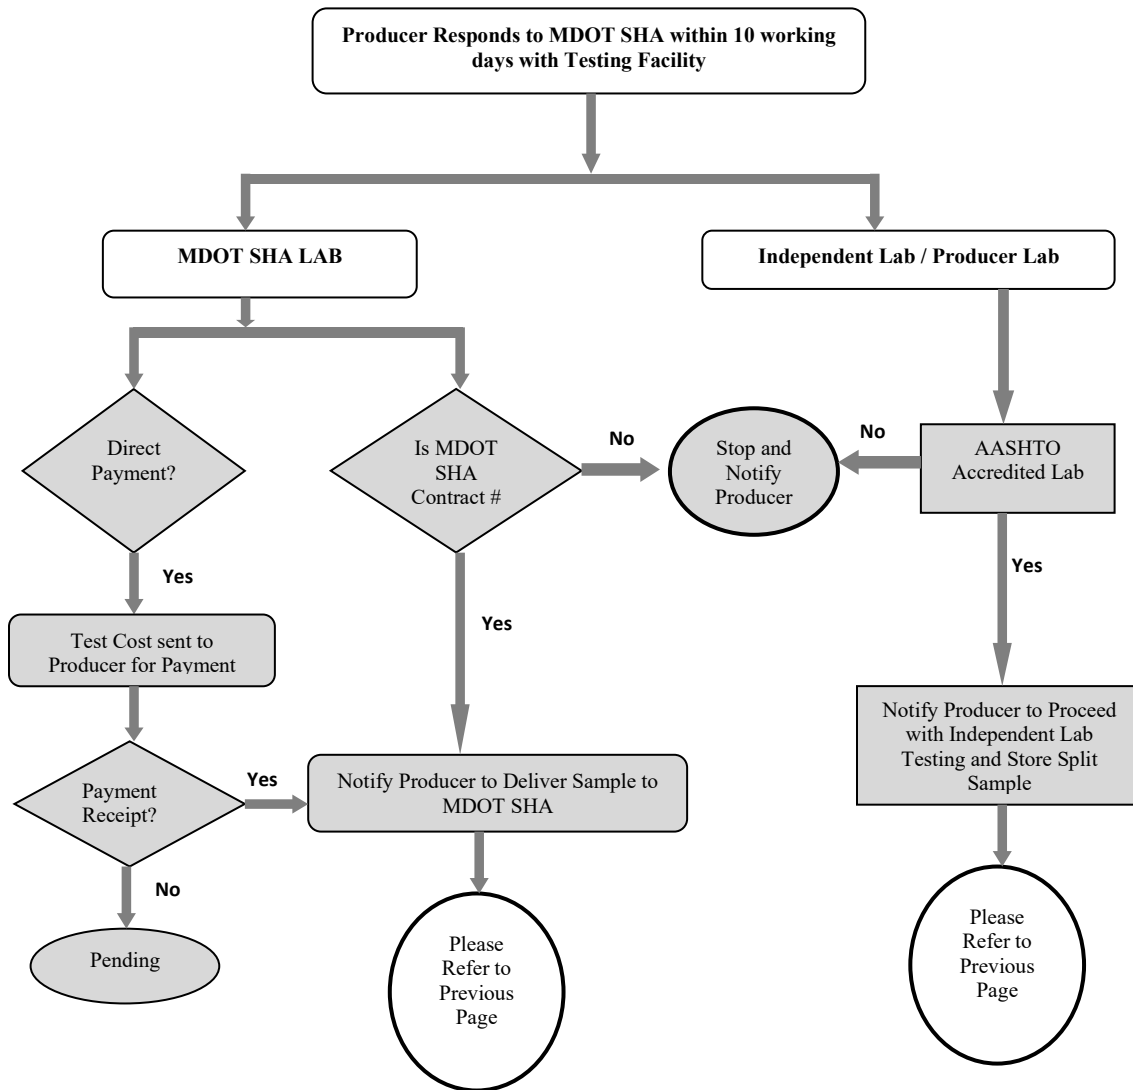 Producer Responds to MDOT SHA within 10 working
days with Testing Facility
MDOT SHA LAB
Independent Lab / Producer Lab
Direct
Payment?
Is MDOT
SHA
Contract #
No
Stop and
Notify
Producer
No
AASHTO
Accredited Lab
Yes
Yes
Yes
Test Cost sent to
Producer for Payment
Notify Producer to Proceed
with Independent Lab
Testing and Store Split
Sample
Payment
Receipt?
Yes
Notify Producer to Deliver Sample to
MDOT SHA
No
Pending
Please
Refer to
Previous
Page
Please
Refer to
Previous
Page